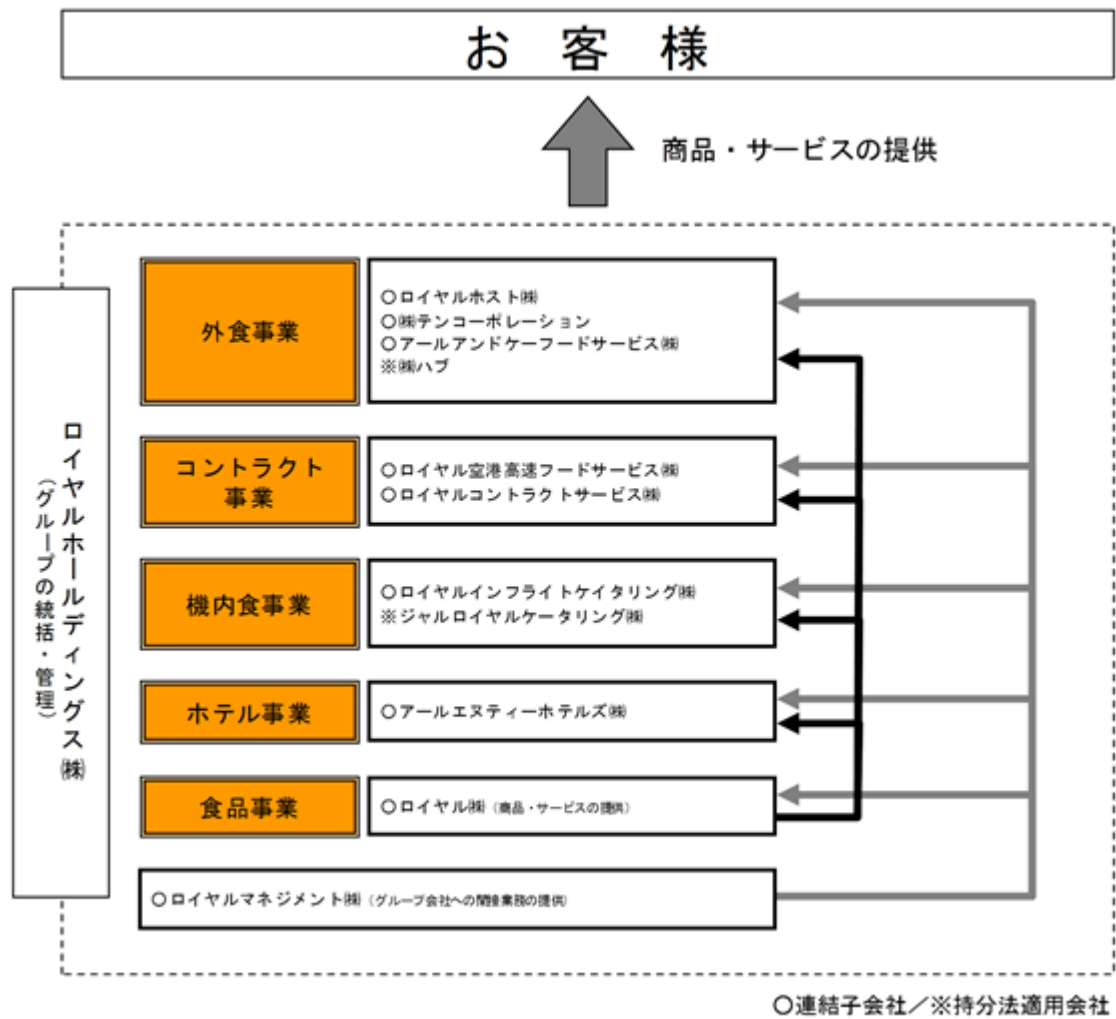 お客様
商品・サービスの提供
ロイヤルホールディングス㈱
(グループの統括・管理)
外食事業
○ロイヤルホスト㈱
○㈱テンコーポレーション
○アールアンドケーフードサービス㈱
※㈱ハブ
コントラクト
事業
○ロイヤル空港高速フードサービス㈱
○ロイヤルコントラクトサービス㈱
機内食事業
○ロイヤルインフライトケイタリング㈱
※ジャルロイヤルケータリング㈱
ホテル事業
○アールエヌティーホテルズ㈱
食品事業
○ロイヤル㈱(商品・サービスの提供)
○ロイヤルマネジメント㈱(グループ会社への間接業務の提供)
○連結子会社/※持分法適用会社